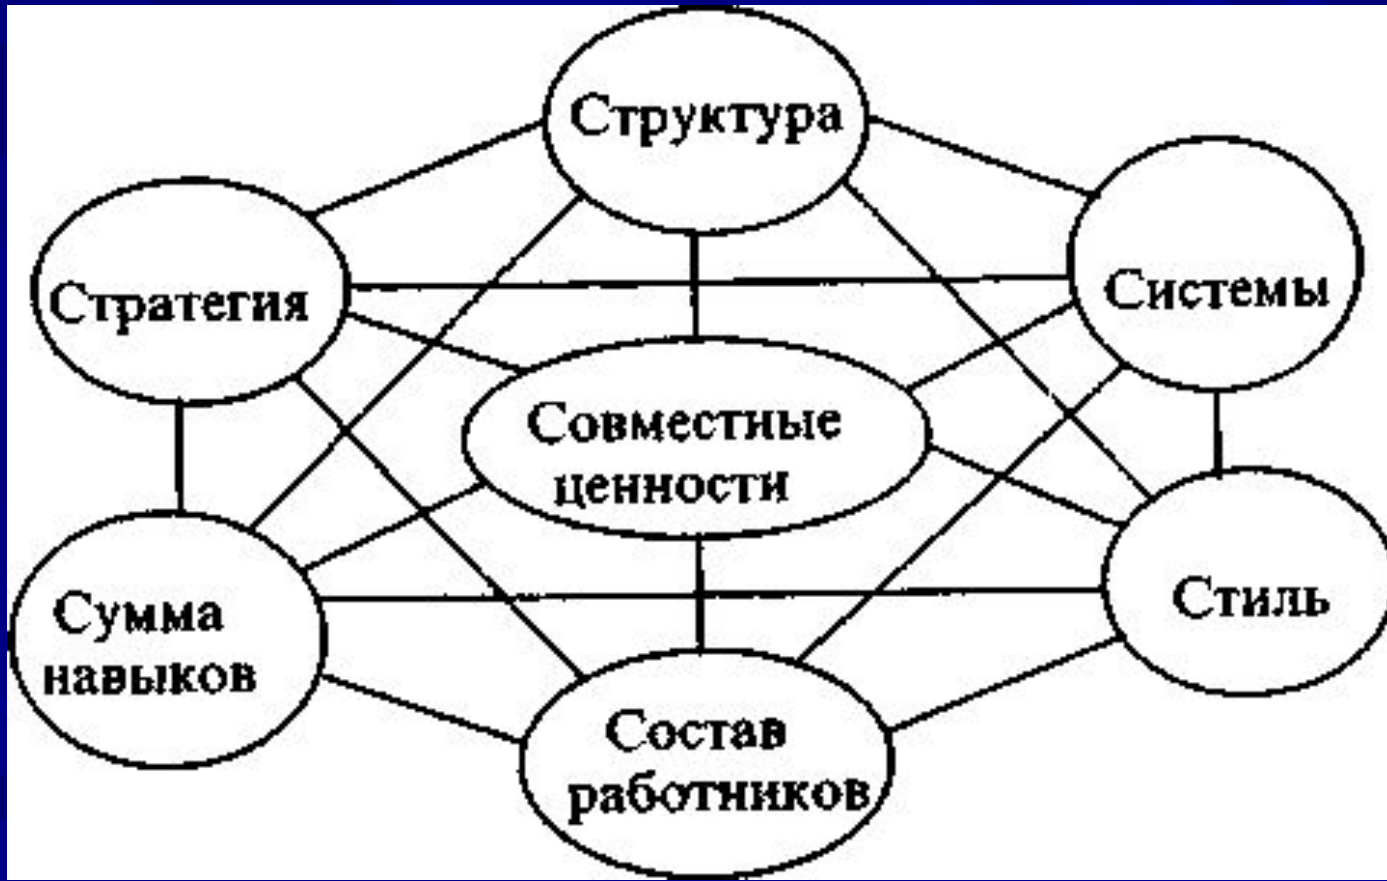 Структура
Стратегия
Системы
Совместные
ценности
Сумма
навыков
Стиль
Состав
работников